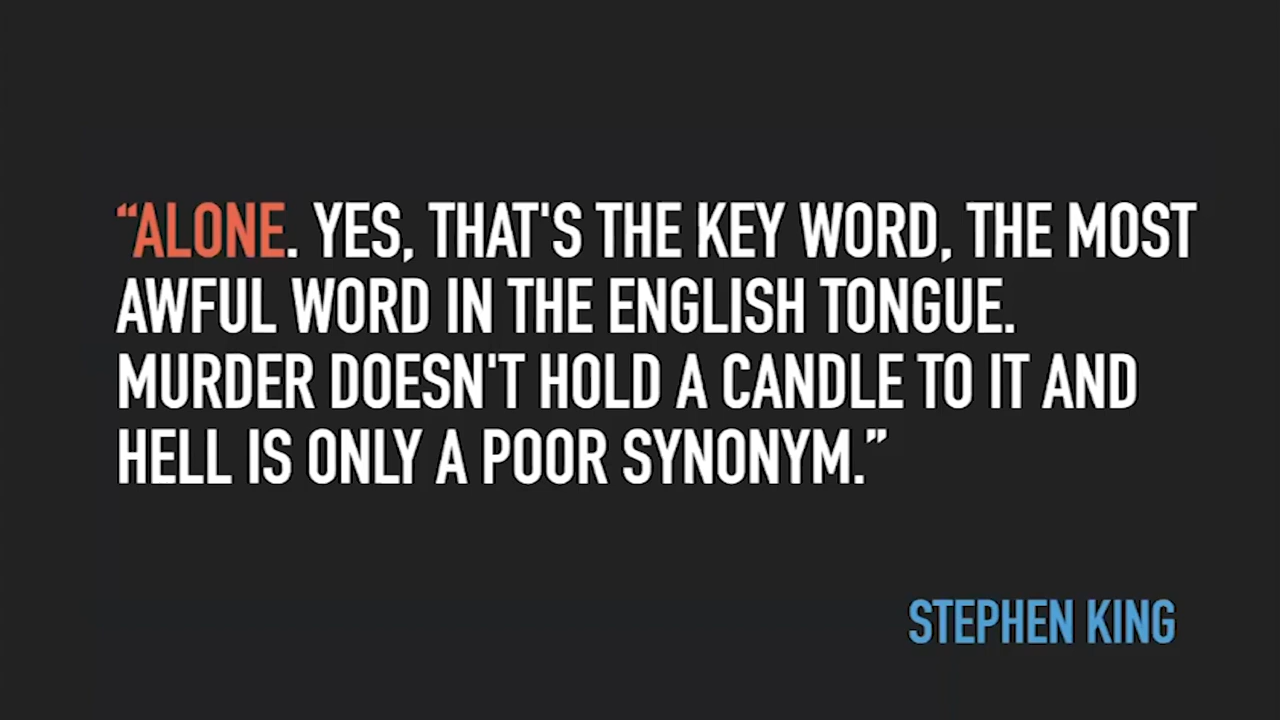 “ALONE. YES, THAT'S THE KEY WORD, THE MOST
AWFUL WORD IN THE ENGLISH TONGUE.
MURDER DOESN'T HOLD A CANDLE TO IT AND
HELL IS ONLY A POOR SYNONYM.”
STEPHEN KING